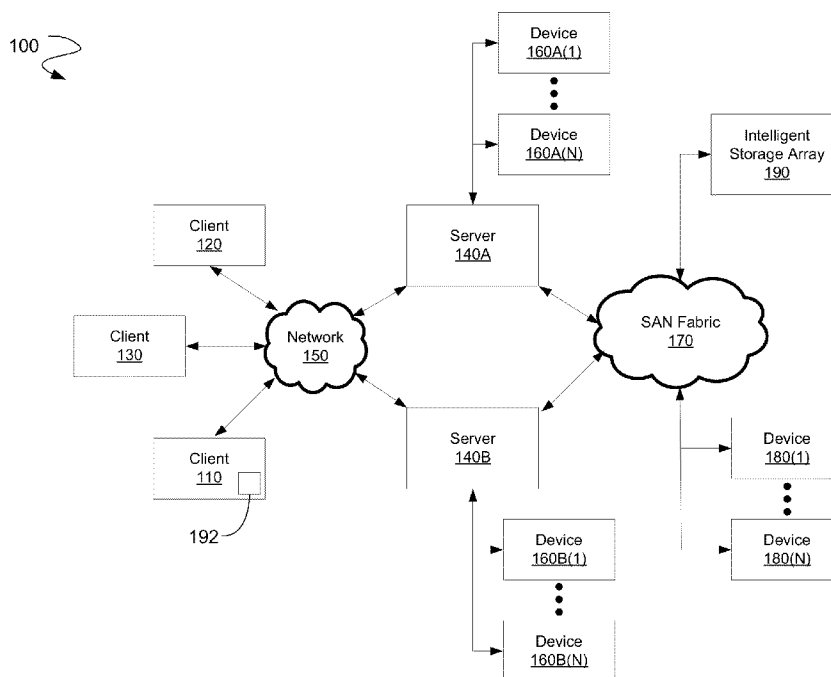 100
Device
160A(1)
Device
160A(N)
Intelligent
Storage Array
190
Client
120
Server
140A
Client
130
Network
150
SAN Fabric
170
Client
110
192
Server
140B
Device
180(1)
Device
180(N)
Device
160B(1)
Device
160B(N)